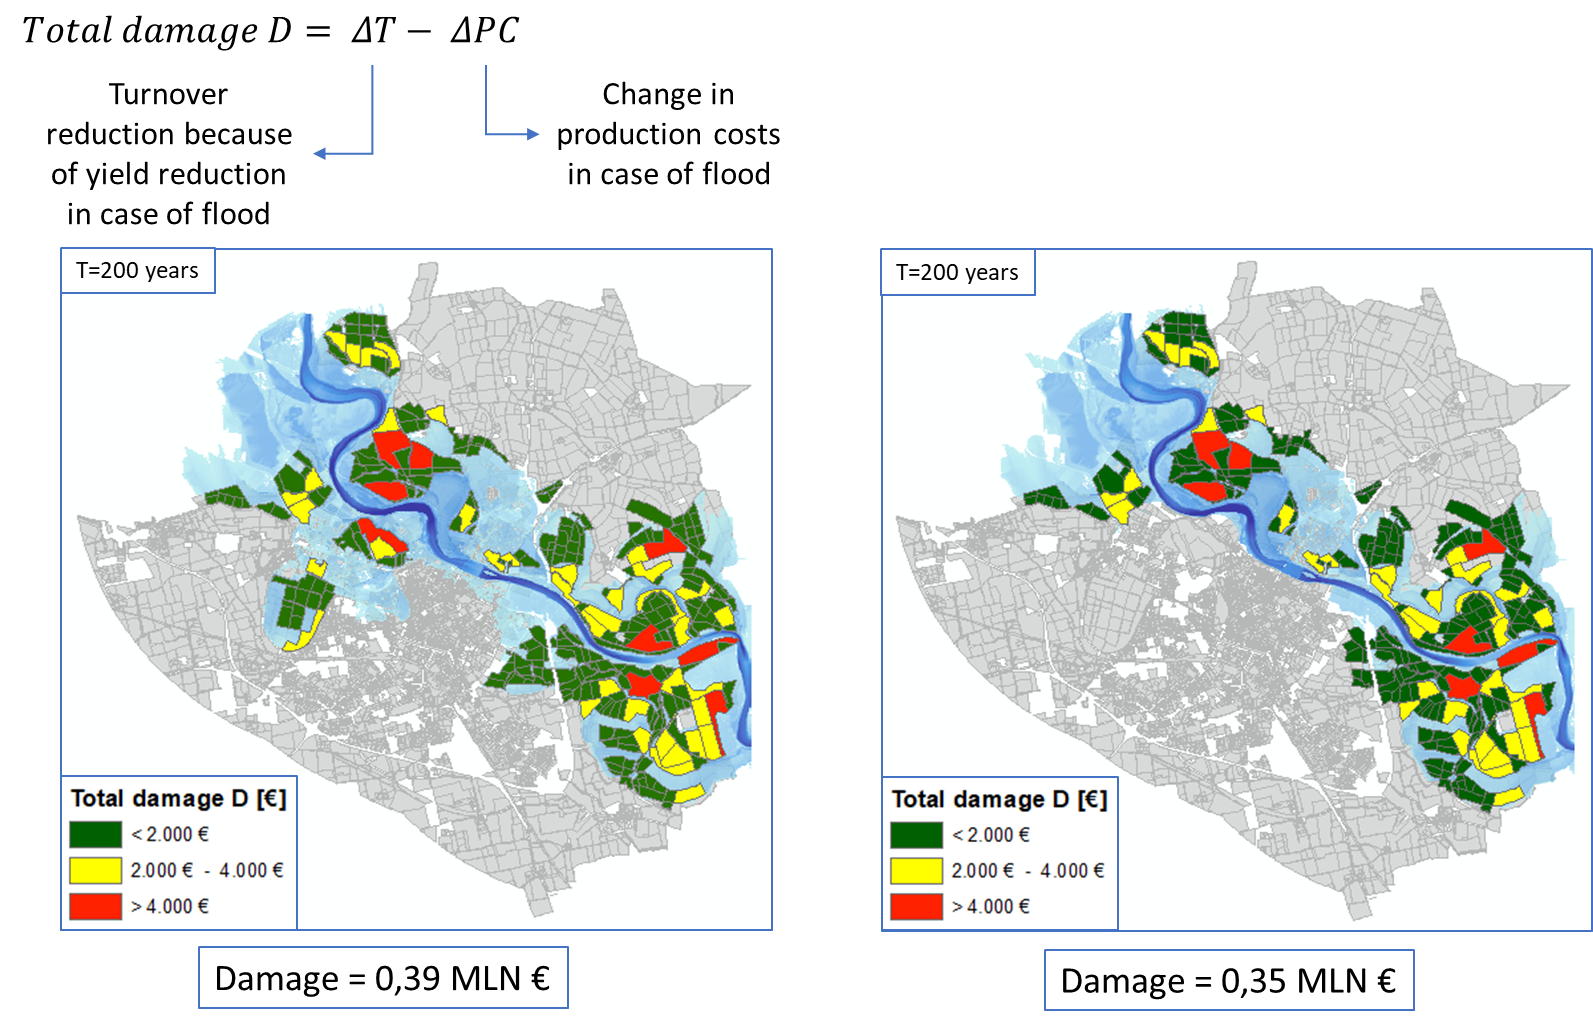 Total damage D = ΔT − ΔPC
Turnover
reduction because
of yield reduction
in case of flood
Change in
production costs
in case of flood
T=200 years
Total damage D [€]
< 2.000 €
2.000 € - 4.000 €
> 4.000 €
Damage = 0,39 MLN €
T=200 years
Total damage D [€]
< 2.000 €
2.000 € - 4.000 €
> 4.000 €
Damage = 0,35 MLN €